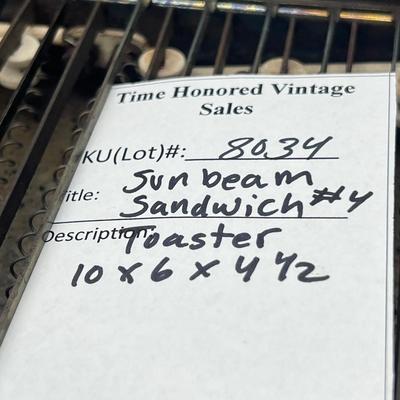 Time Honored Vintage
Sales
KU(Lot)#: 8034
itle: Sunbeam
Sandwich #4
Description: Toaster
10 x 6 x 4 1/2